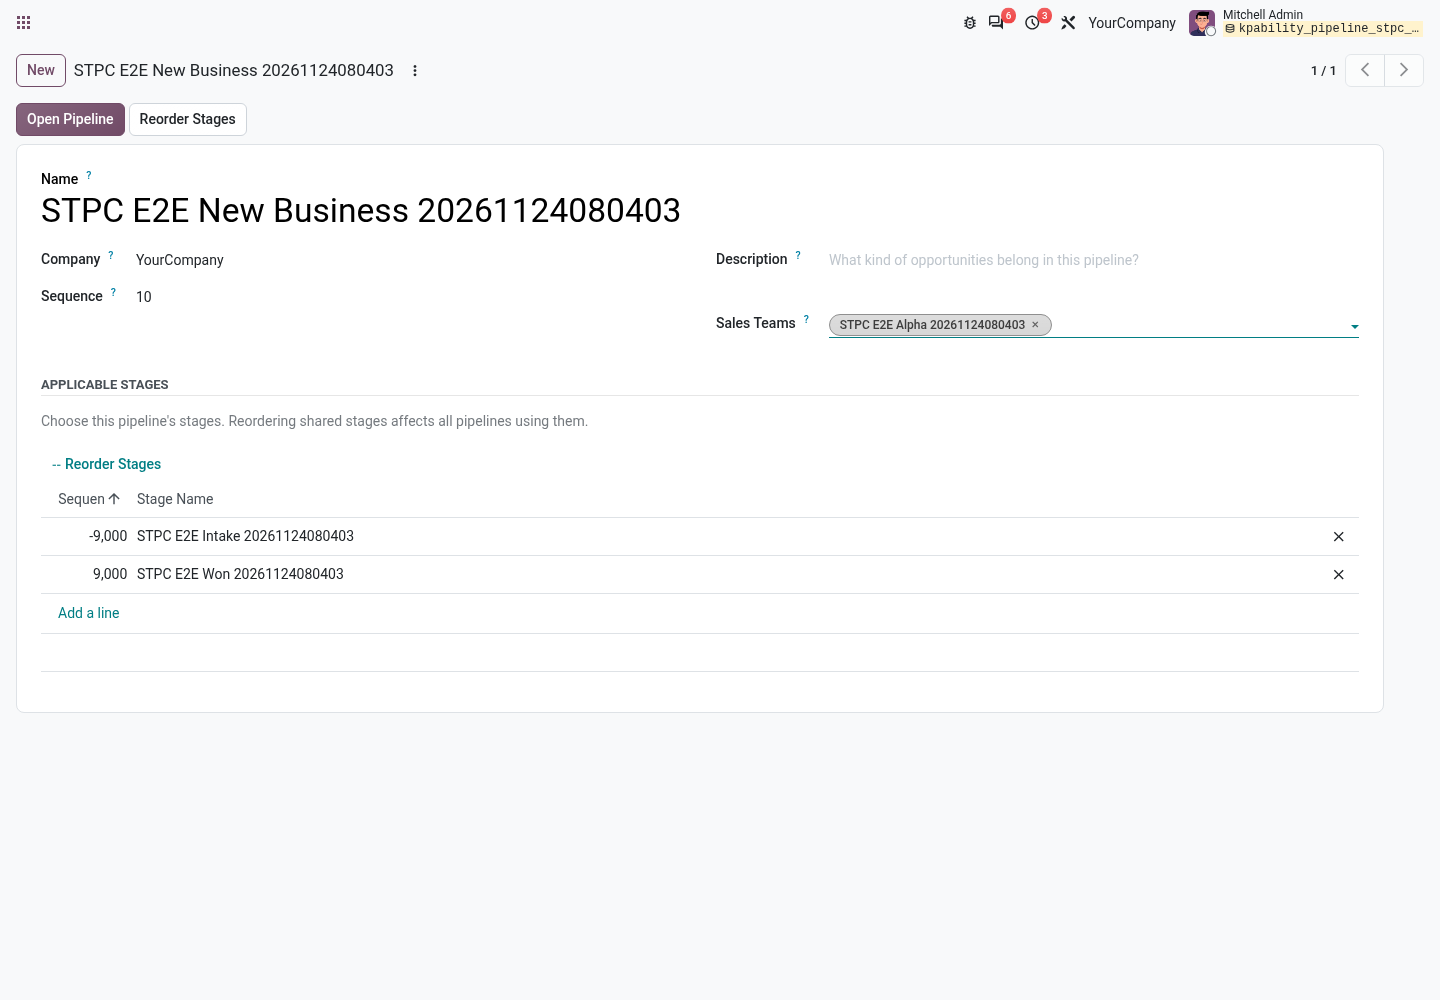 6
3
YourCompany
Mitchell Admin
kpability_pipeline_stpc_…
New
STPC E2E New Business 20261124080403
1 / 1
Open Pipeline
Reorder Stages
Name ?
STPC E2E New Business 20261124080403
Company ? YourCompany
Description ? What kind of opportunities belong in this pipeline?
Sequence ? 10
Sales Teams ? STPC E2E Alpha 20261124080403 ×
APPLICABLE STAGES
Choose this pipeline's stages. Reordering shared stages affects all pipelines using them.
-- Reorder Stages
Sequen Stage Name
-9,000 STPC E2E Intake 20261124080403
9,000 STPC E2E Won 20261124080403
Add a line